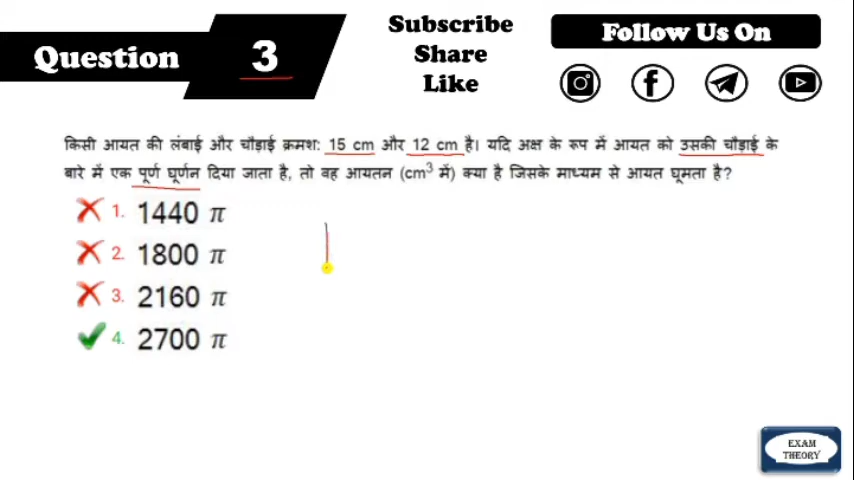 Question 3
Subscribe
Share
Like
Follow Us On
किसी आयत की लंबाई और चौड़ाई क्रमश: 15 cm और 12 cm है। यदि अक्ष के रूप में आयत को उसकी चौड़ाई के
बारे में एक पूर्ण घूर्णन दिया जाता है, तो वह आयतन (cm³ में) क्या है जिसके माध्यम से आयत घूमता है?
1. 1440 π
2. 1800 π
3. 2160 π
4. 2700 π
EXAM
THEORY